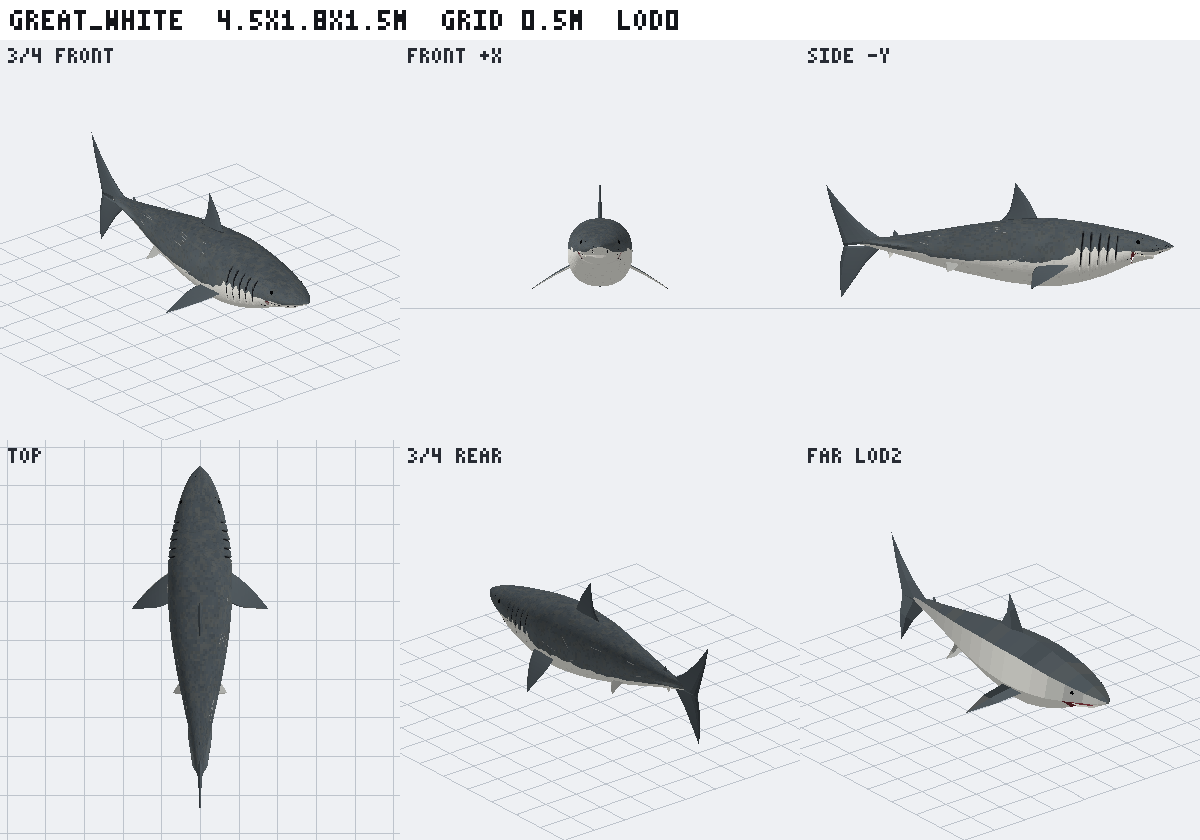 GREAT_WHITE 4.5X1.8X1.5M GRID 0.5M LOD0
3/4 FRONT
FRONT +X
SIDE -Y
TOP
3/4 REAR
FAR LOD2